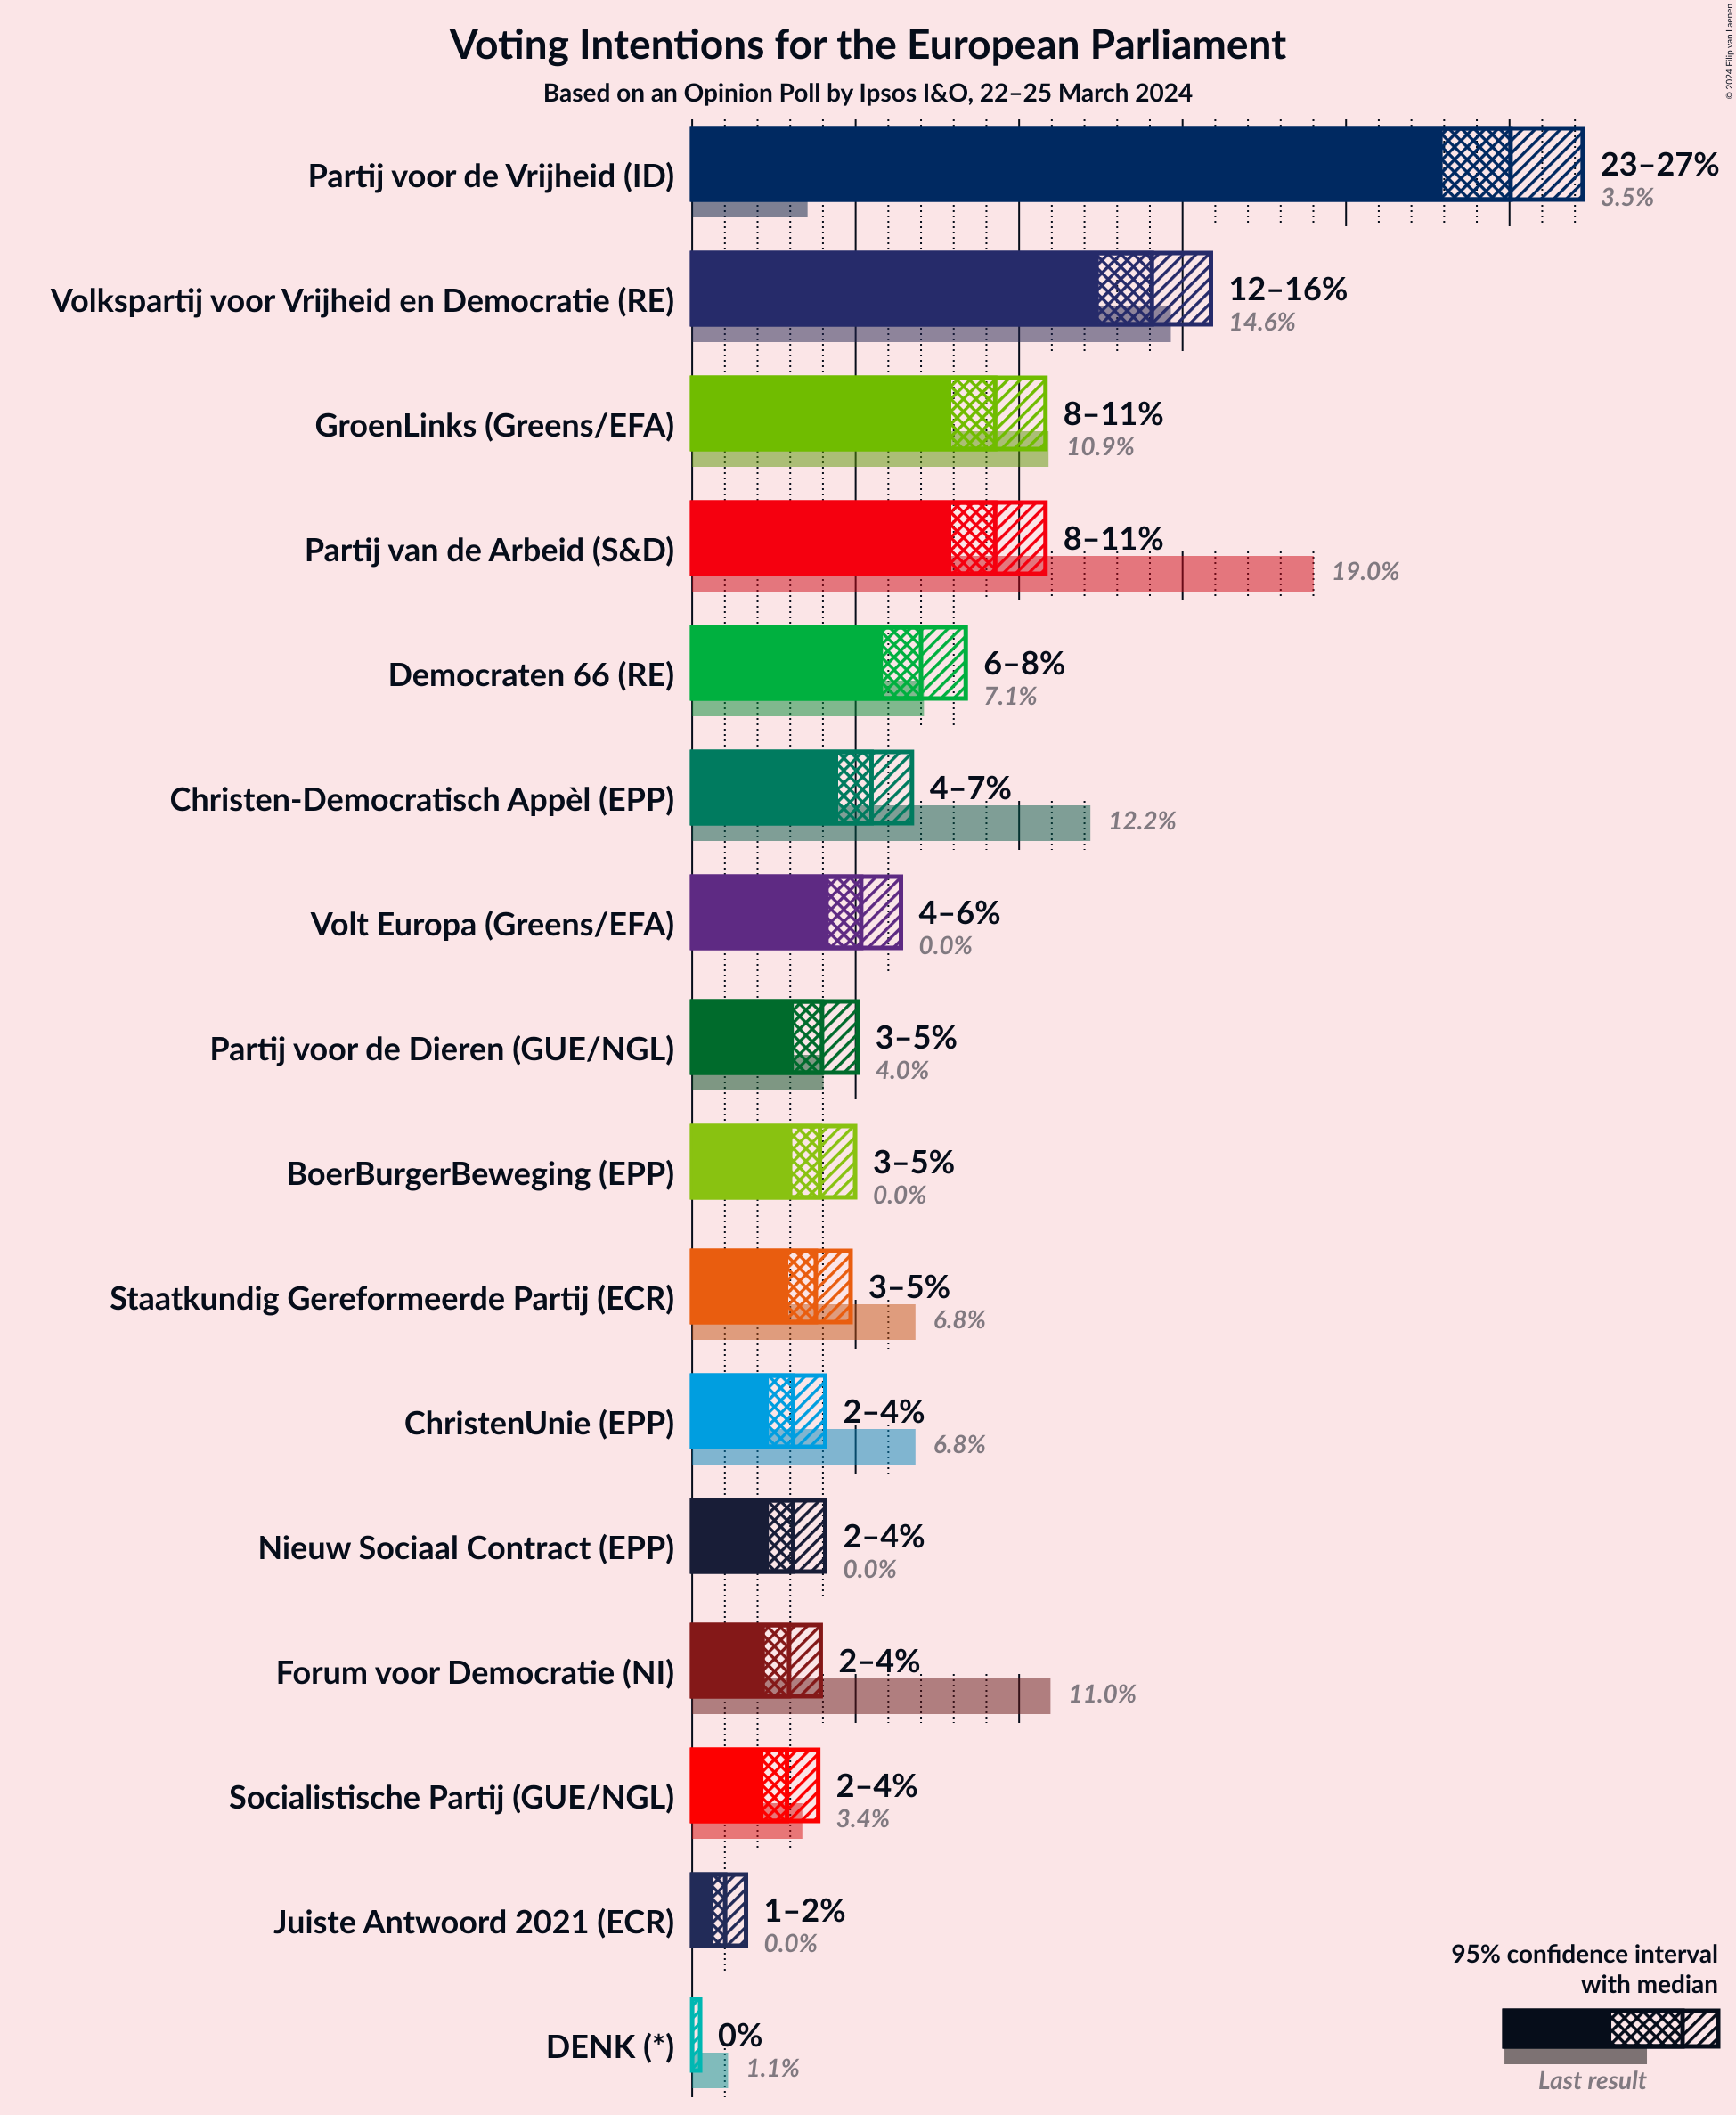 © 2024 Filip van Laenen
Voting Intentions for the European Parliament
Based on an Opinion Poll by Ipsos I&O, 22–25 March 2024
Partij voor de Vrijheid (ID)
23–27%
3.5%
Volkspartij voor Vrijheid en Democratie (RE)
12–16%
14.6%
GroenLinks (Greens/EFA)
8–11%
10.9%
Partij van de Arbeid (S&D)
8–11%
19.0%
Democraten 66 (RE)
6–8%
7.1%
Christen-Democratisch Appèl (EPP)
4–7%
12.2%
Volt Europa (Greens/EFA)
4–6%
0.0%
Partij voor de Dieren (GUE/NGL)
3–5%
4.0%
BoerBurgerBeweging (EPP)
3–5%
0.0%
Staatkundig Gereformeerde Partij (ECR)
3–5%
6.8%
ChristenUnie (EPP)
2–4%
6.8%
Nieuw Sociaal Contract (EPP)
2–4%
0.0%
Forum voor Democratie (NI)
2–4%
11.0%
Socialistische Partij (GUE/NGL)
2–4%
3.4%
Juiste Antwoord 2021 (ECR)
1–2%
0.0%
DENK (*)
0%
1.1%
95% confidence interval
with median
Last result